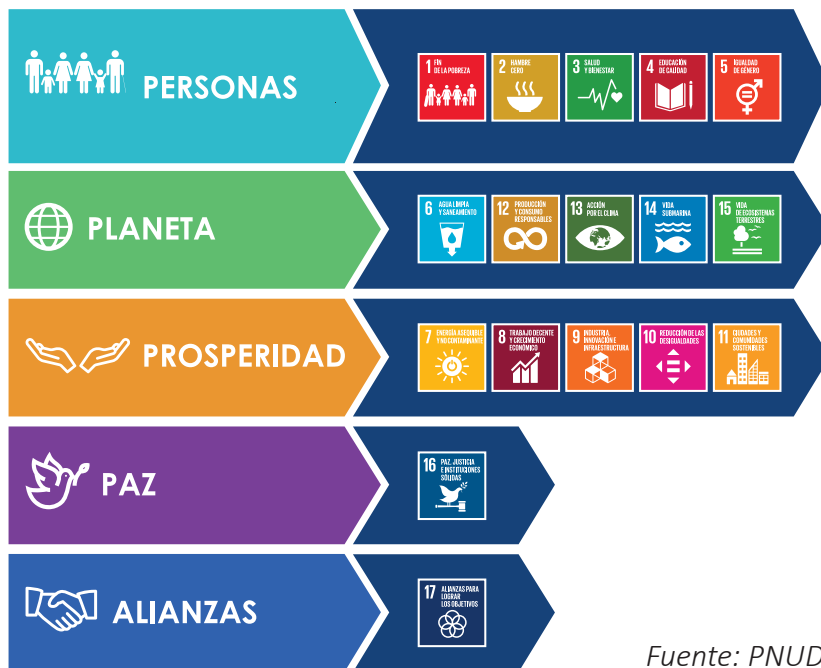 PERSONAS
1 FIN
DE LA POBREZA
2 HAMBRE
CERO
3 SALUD
Y BIENESTAR
4 EDUCACIÓN
DE CALIDAD
5 IGUALDAD
DE GÉNERO
PLANETA
6 AGUA LIMPIA
Y SANEAMIENTO
12 PRODUCCIÓN
Y CONSUMO
RESPONSABLES
13 ACCIÓN
POR EL CLIMA
14 VIDA
SUBMARINA
15 VIDA
DE ECOSISTEMAS
TERRESTRES
PROSPERIDAD
7 ENERGÍA ASEQUIBLE
Y NO CONTAMINANTE
8 TRABAJO DECENTE
Y CRECIMIENTO
ECONÓMICO
9 INDUSTRIA,
INNOVACIÓN E
INFRAESTRUCTURA
10 REDUCCIÓN DE LAS
DESIGUALDADES
11 CIUDADES Y
COMUNIDADES
SOSTENIBLES
PAZ
16 PAZ, JUSTICIA
E INSTITUCIONES
SÓLIDAS
ALIANZAS
17 ALIANZAS PARA
LOGRAR
LOS OBJETIVOS
Fuente: PNUD